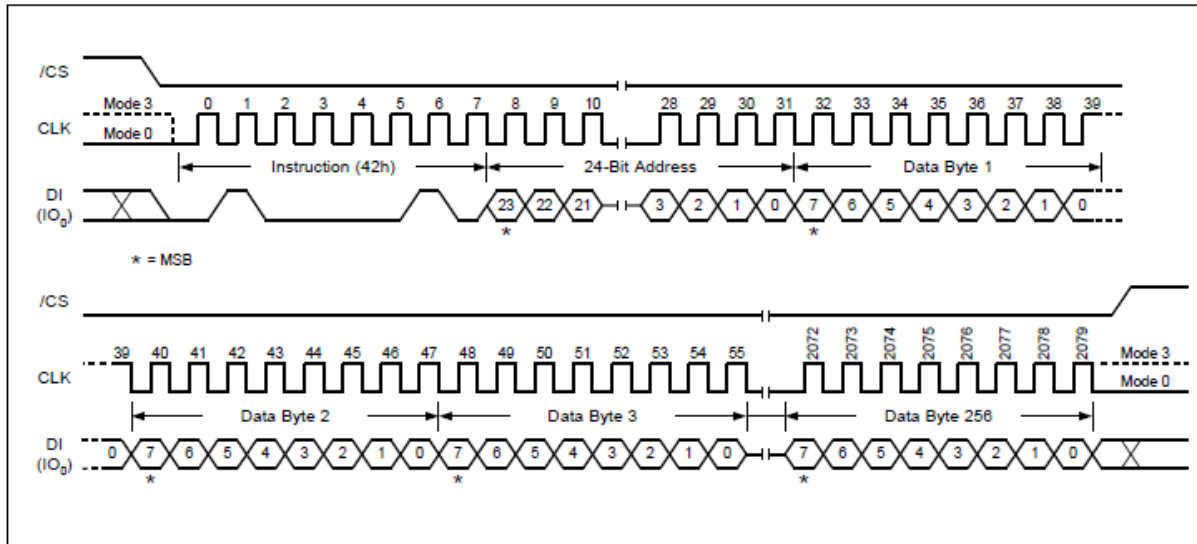 /CS
Mode 3 0 1 2 3 4 5 6 7 8 9 10 28 29 30 31 32 33 34 35 36 37 38 39
CLK Mode 0
Instruction (42h) 24-Bit Address Data Byte 1
DI
(IO0) 23 22 21 3 2 1 0 7 6 5 4 3 2 1 0
* *
* = MSB
/CS
39 40 41 42 43 44 45 46 47 48 49 50 51 52 53 54 55 2072 2073 2074 2075 2076 2077 2078 2079 Mode 3
CLK Mode 0
Data Byte 2 Data Byte 3 Data Byte 256
DI
(IO0) 0 7 6 5 4 3 2 1 0 7 6 5 4 3 2 1 0 7 6 5 4 3 2 1 0
* * *